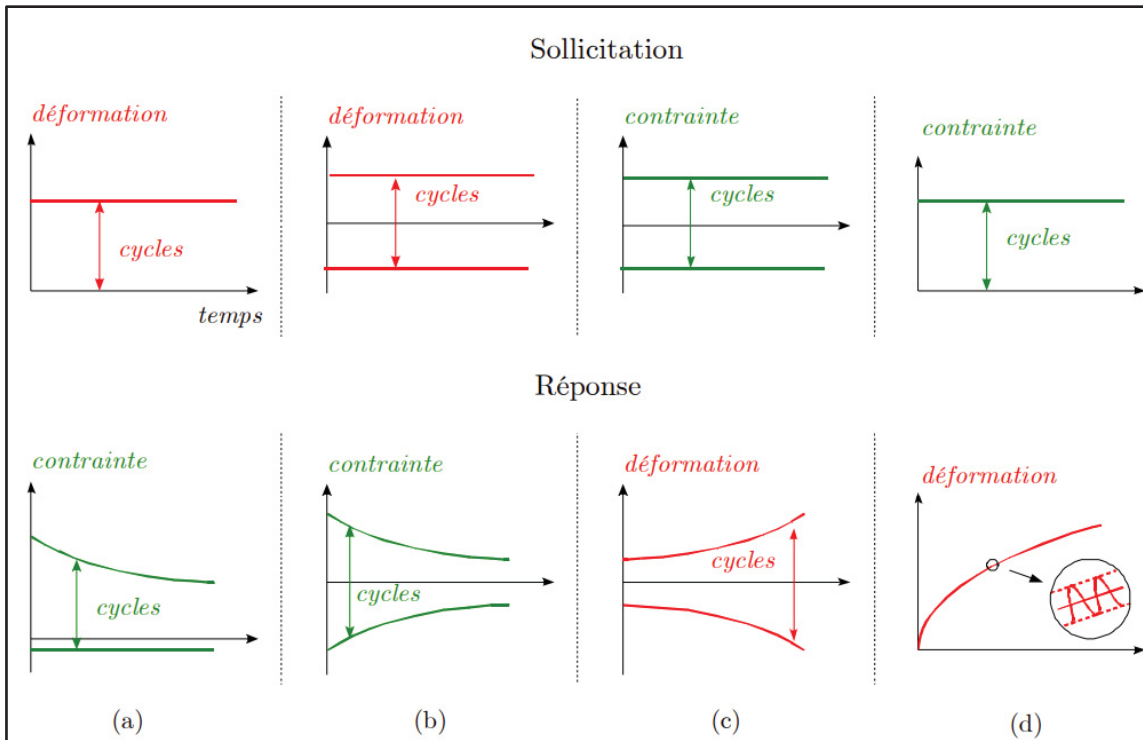 Sollicitation
déformation
déformation
contrainte
contrainte
cycles
cycles
cycles
cycles
temps
Réponse
contrainte
contrainte
déformation
déformation
cycles
cycles
cycles
(a)
(b)
(c)
(d)